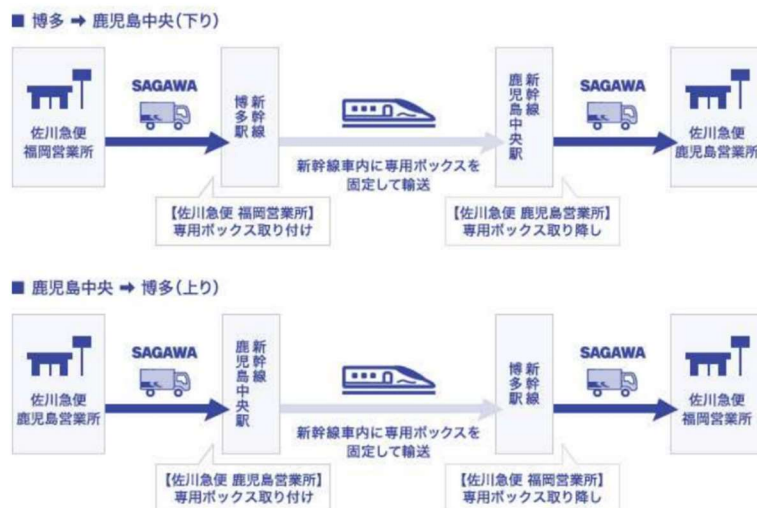 ■ 博多 ➡ 鹿児島中央(下り)
佐川急便
福岡営業所
SAGAWA
新幹線
博多駅
新幹線車内に専用ボックスを
固定して輸送
新幹線
鹿児島中央駅
SAGAWA
佐川急便
鹿児島営業所
【佐川急便 福岡営業所】
専用ボックス取り付け
【佐川急便 鹿児島営業所】
専用ボックス取り降し
■ 鹿児島中央 ➡ 博多(上り)
佐川急便
鹿児島営業所
SAGAWA
新幹線
鹿児島中央駅
新幹線車内に専用ボックスを
固定して輸送
新幹線
博多駅
SAGAWA
佐川急便
福岡営業所
【佐川急便 鹿児島営業所】
専用ボックス取り付け
【佐川急便 福岡営業所】
専用ボックス取り降し